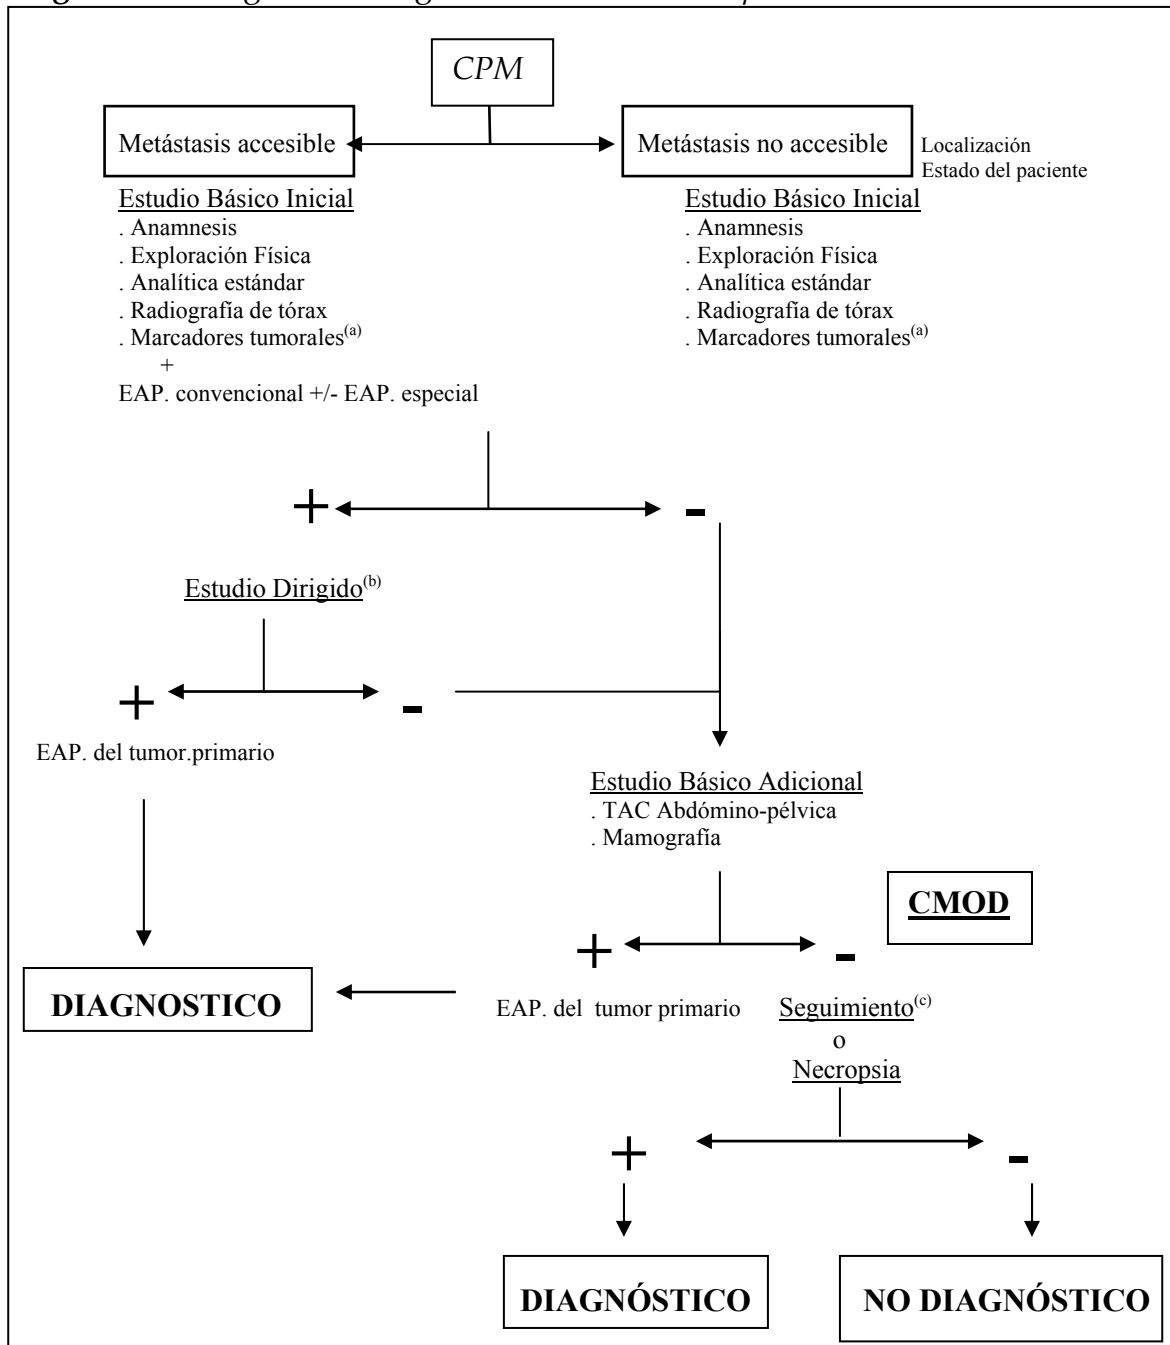 CPM
Metástasis accesible
Metástasis no accesible
Localización
Estado del paciente
Estudio Básico Inicial
. Anamnesis
. Exploración Física
. Analítica estándar
. Radiografía de tórax
. Marcadores tumorales(a)
+
EAP. convencional +/- EAP. especial
Estudio Básico Inicial
. Anamnesis
. Exploración Física
. Analítica estándar
. Radiografía de tórax
. Marcadores tumorales(a)
+
-
Estudio Dirigido(b)
+
-
EAP. del tumor.primario
Estudio Básico Adicional
. TAC Abdómino-pélvica
. Mamografía
CMOD
+
-
DIAGNOSTICO
EAP. del tumor primario
Seguimiento(c)
o
Necropsia
+
-
DIAGNÓSTICO
NO DIAGNÓSTICO